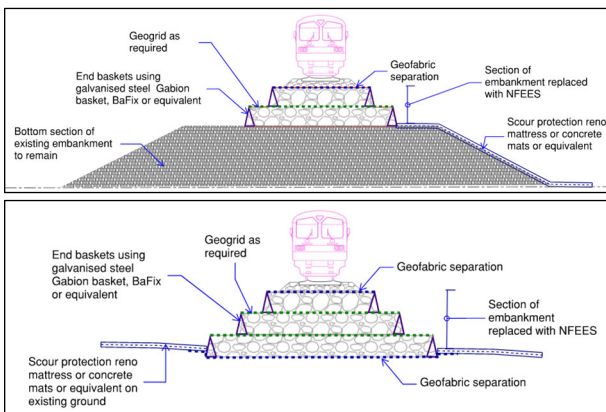 Geogrid as
required
End baskets using
galvanised steel Gabion
basket, BaFix or equivalent
Bottom section of
existing embankment
to remain
Geofabric
separation
Section of
embankment replaced
with NFEES
Scour protection reno
mattress or concrete
mats or equivalent
Geogrid as
required
End baskets using
galvanised steel
Gabion basket, BaFix
or equivalent
Scour protection reno
mattress or concrete
mats or equivalent on
existing ground
Geofabric separation
Section of
embankment
replaced with NFEES
Geofabric separation